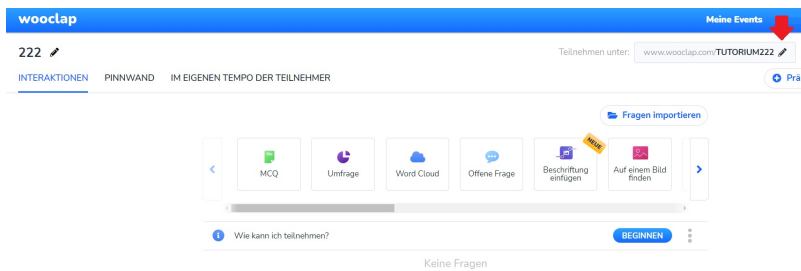 wooclap
Meine Events
222
Teilnehmen unter: www.wooclap.com/TUTORIUM222
INTERAKTIONEN PINNWAND IM EIGENEN TEMPO DER TEILNEHMER
Prä
Fragen importieren
NEUE
MCQ
Umfrage
Word Cloud
Offene Frage
Beschriftung
einfügen
Auf einem Bild
finden
Wie kann ich teilnehmen?
BEGINNEN
Keine Fragen